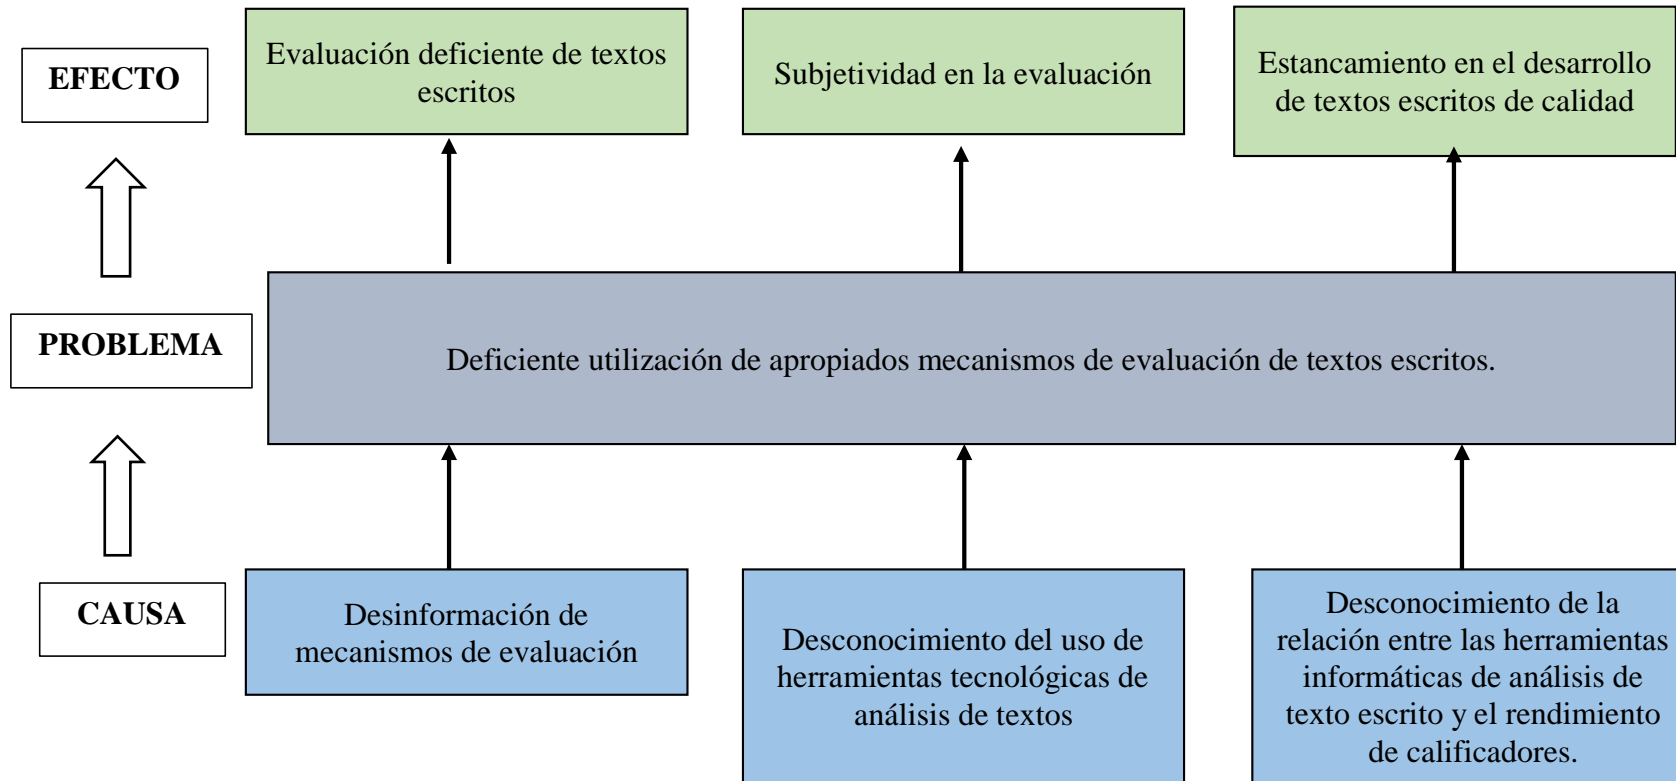 EFECTO
Evaluación deficiente de textos
escritos
Subjetividad en la evaluación
Estancamiento en el desarrollo
de textos escritos de calidad
PROBLEMA
Deficiente utilización de apropiados mecanismos de evaluación de textos escritos.
CAUSA
Desinformación de
mecanismos de evaluación
Desconocimiento del uso de
herramientas tecnológicas de
análisis de textos
Desconocimiento de la
relación entre las herramientas
informáticas de análisis de
texto escrito y el rendimiento
de calificadores.